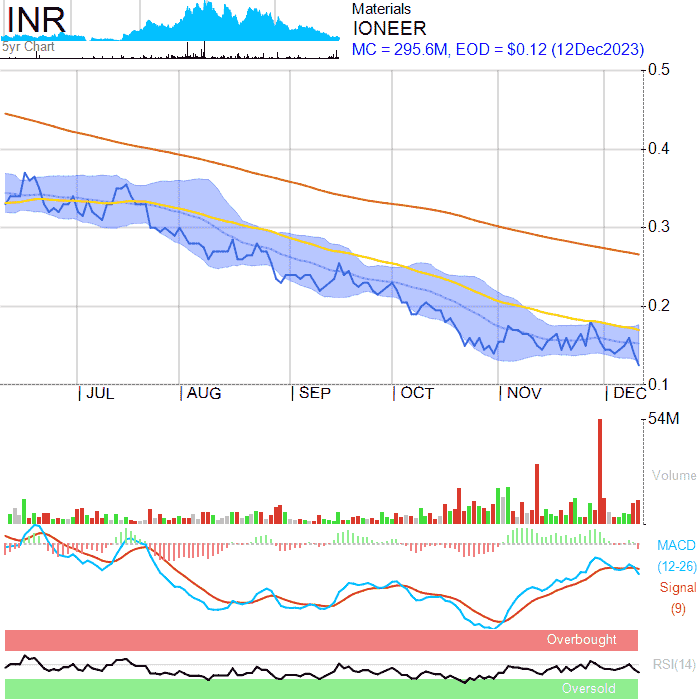 INR
5yr Chart
Materials
IONEER
MC = 295.6M, EOD = $0.12 (12Dec2023)
0.5
0.4
0.3
0.2
0.1
JUL
AUG
SEP
OCT
NOV
DEC
54M
Volume
MACD
(12-26)
Signal
(9)
Overbought
RSI(14)
Oversold